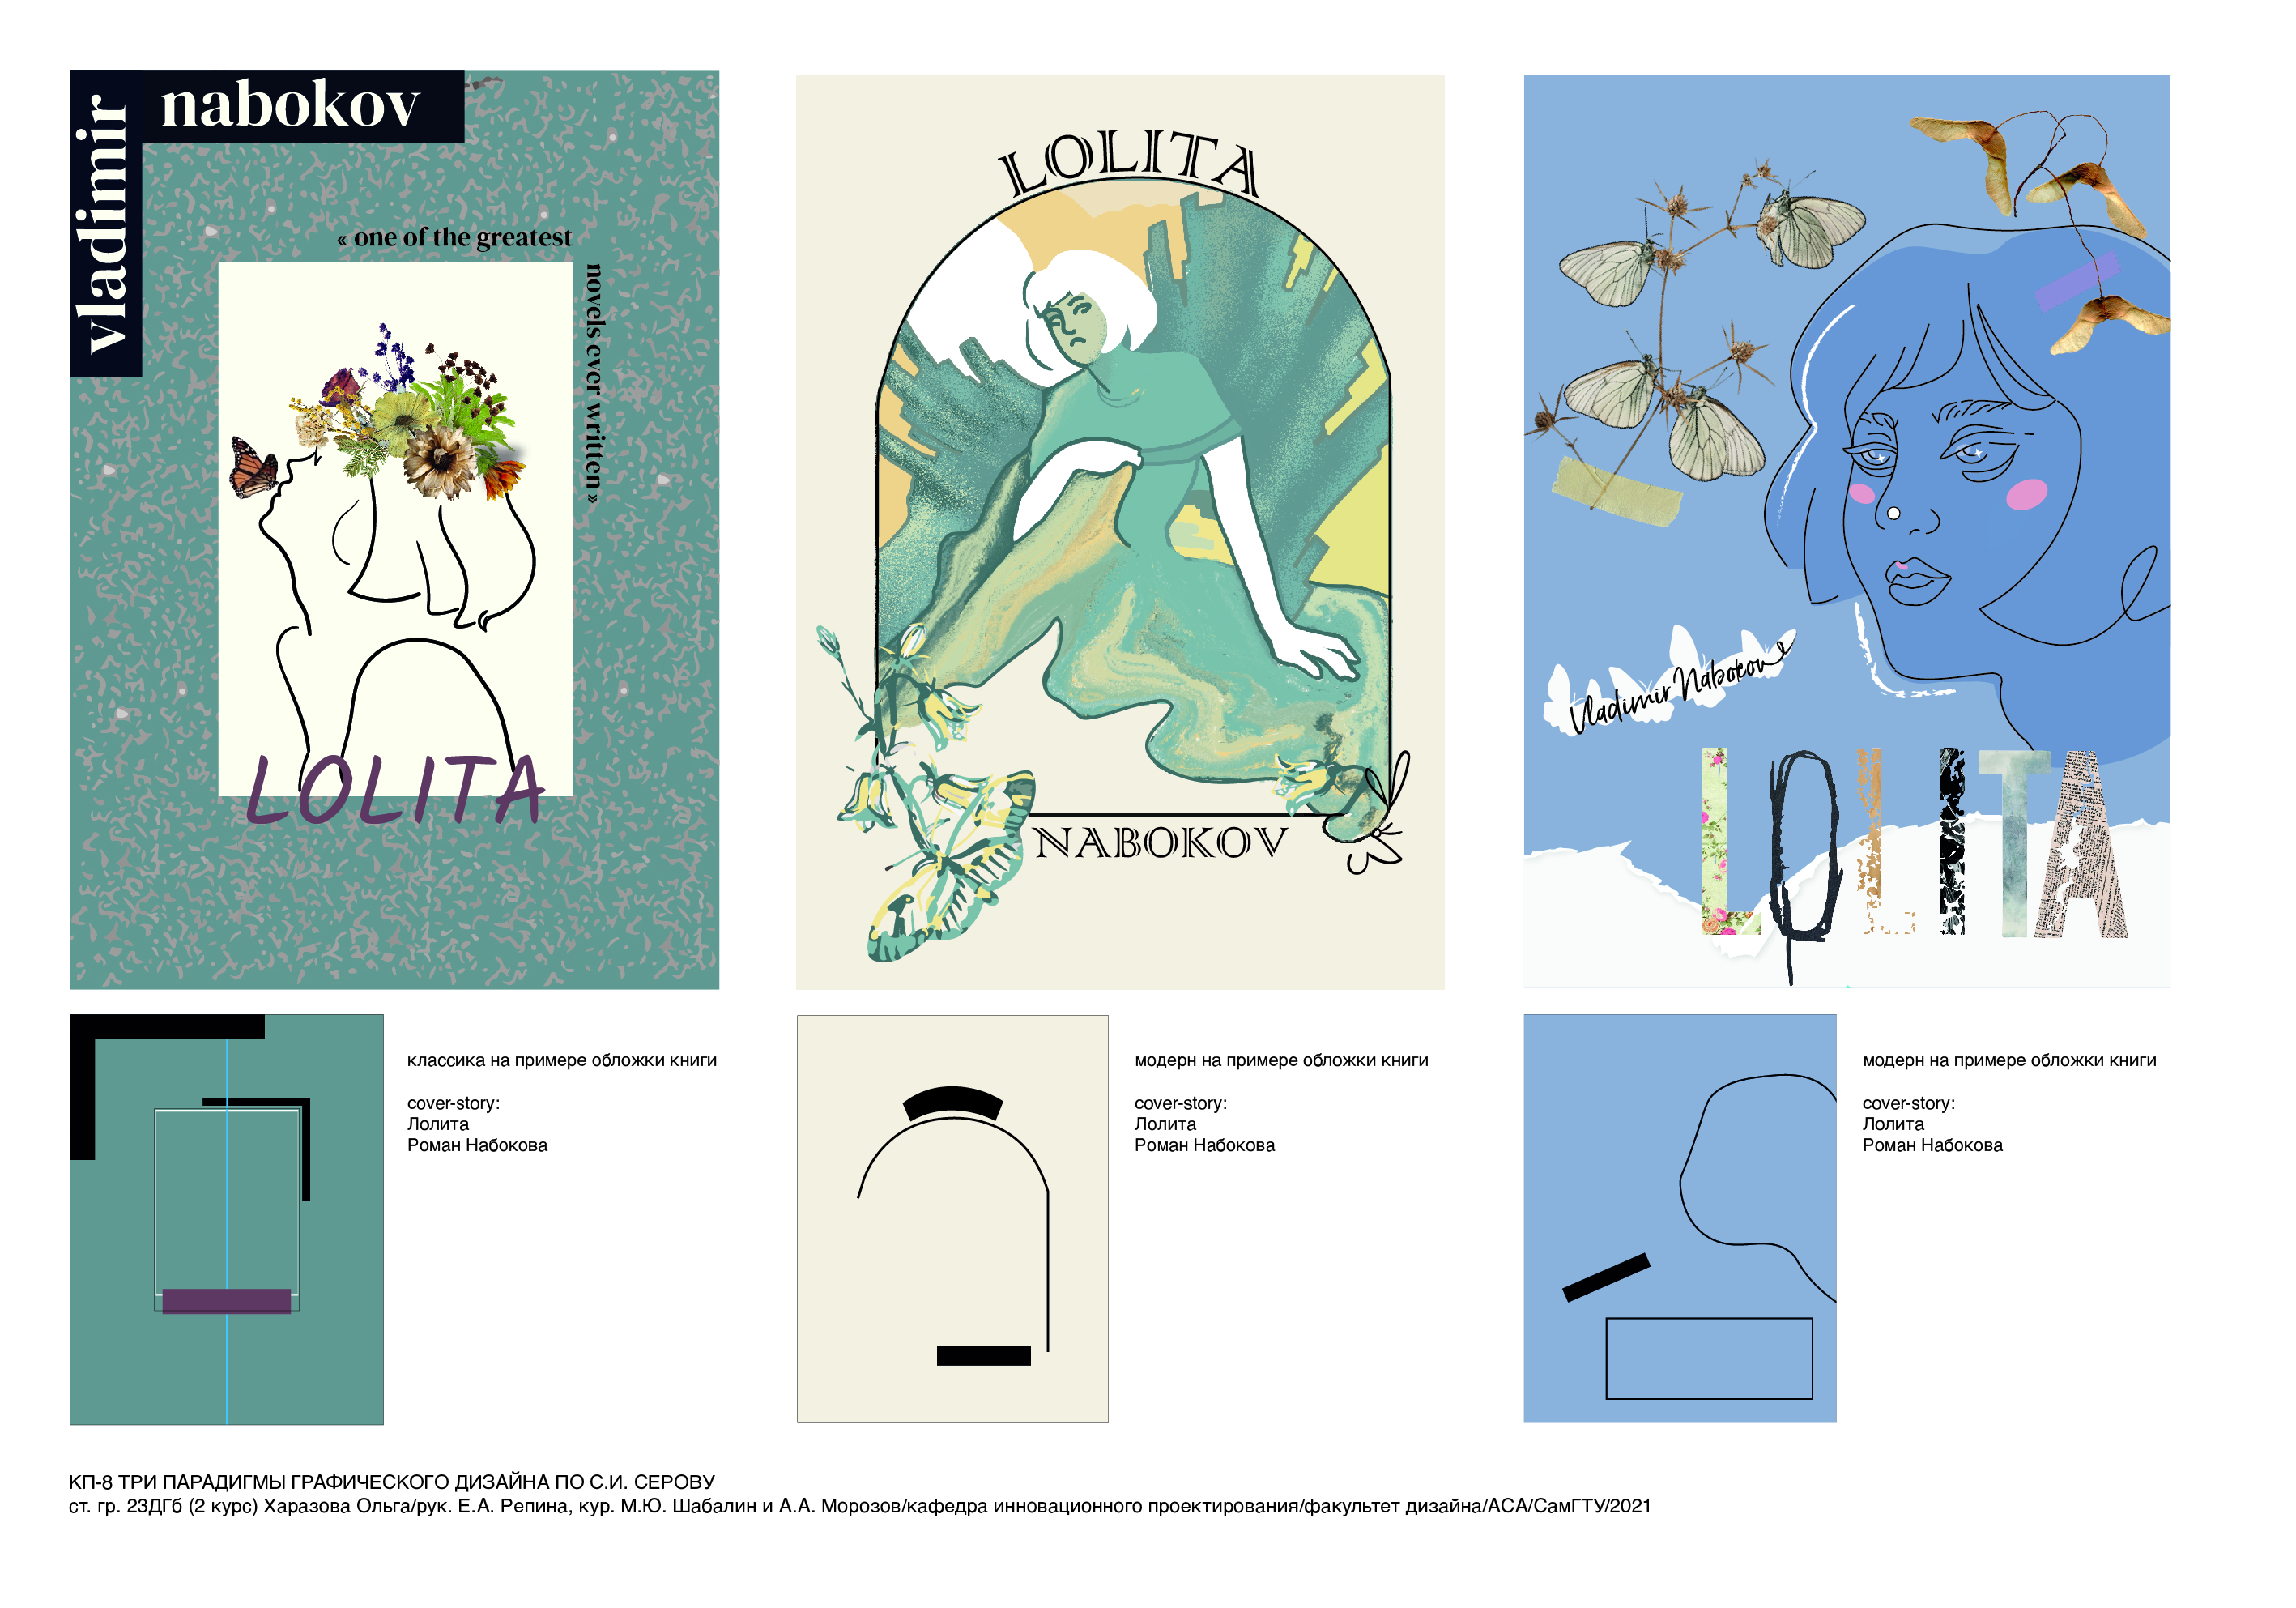 vladimir
nabokov
« one of the greatest
novels ever written »
LOLITA
LOLITA
NABOKOV
Vladimir Nabokov
LOLITA
классика на примере обложки книги
cover-story:
Лолита
Роман Набокова
модерн на примере обложки книги
cover-story:
Лолита
Роман Набокова
модерн на примере обложки книги
cover-story:
Лолита
Роман Набокова
КП-8 ТРИ ПАРАДИГМЫ ГРАФИЧЕСКОГО ДИЗАЙНА ПО С.И. СЕРОВУ
ст. гр. 23ДГб (2 курс) Харазова Ольга/рук. Е.А. Репина, кур. М.Ю. Шабалин и А.А. Морозов/кафедра инновационного проектирования/факультет дизайна/АСА/СамГТУ/2021